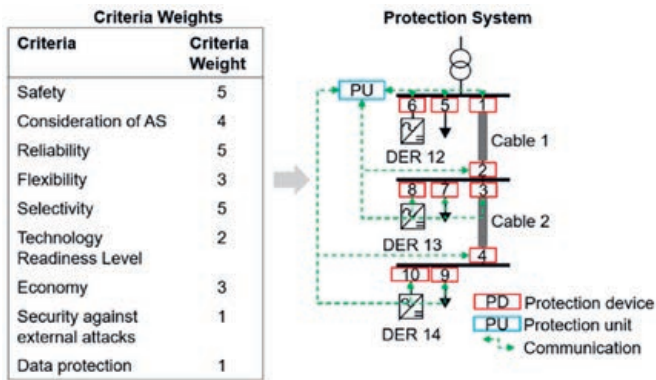 Criteria Weights
Criteria Criteria
Weight
Safety 5
Consideration of AS 4
Reliability 5
Flexibility 3
Selectivity 5
Technology 2
Readiness Level
Economy 3
Security against 1
external attacks
Data protection 1
Protection System
PU
6 5 1
DER 12
Cable 1
2
8 7 3
DER 13
Cable 2
4
10 9
DER 14
PD Protection device
PU Protection unit
Communication